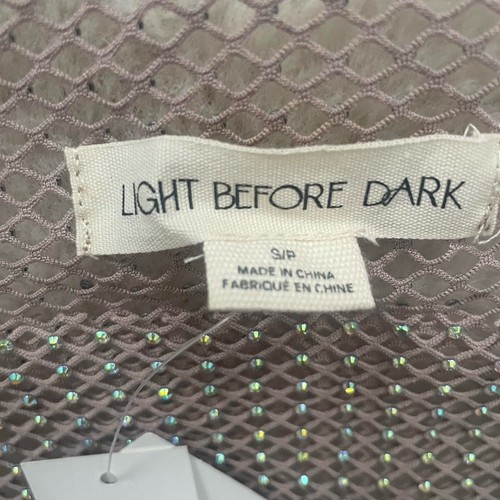 LIGHT BEFORE DARK
S/P
MADE IN CHINA
FABRIQUÉ EN CHINE